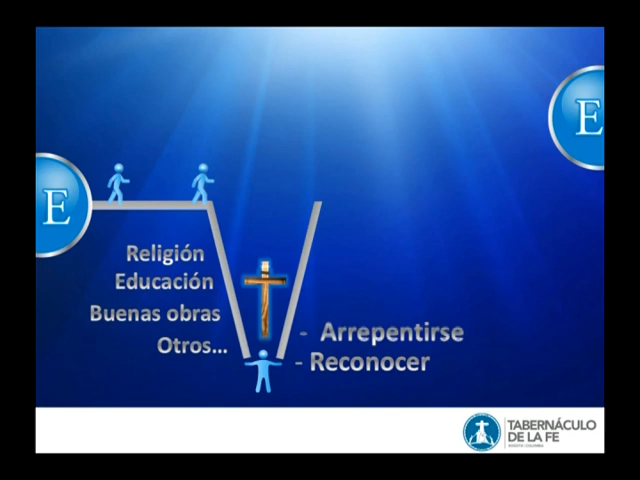 E
E
Religión
Educación
Buenas obras
Otros...
- Arrepentirse
- Reconocer
TABERNÁCULO
DE LA FE